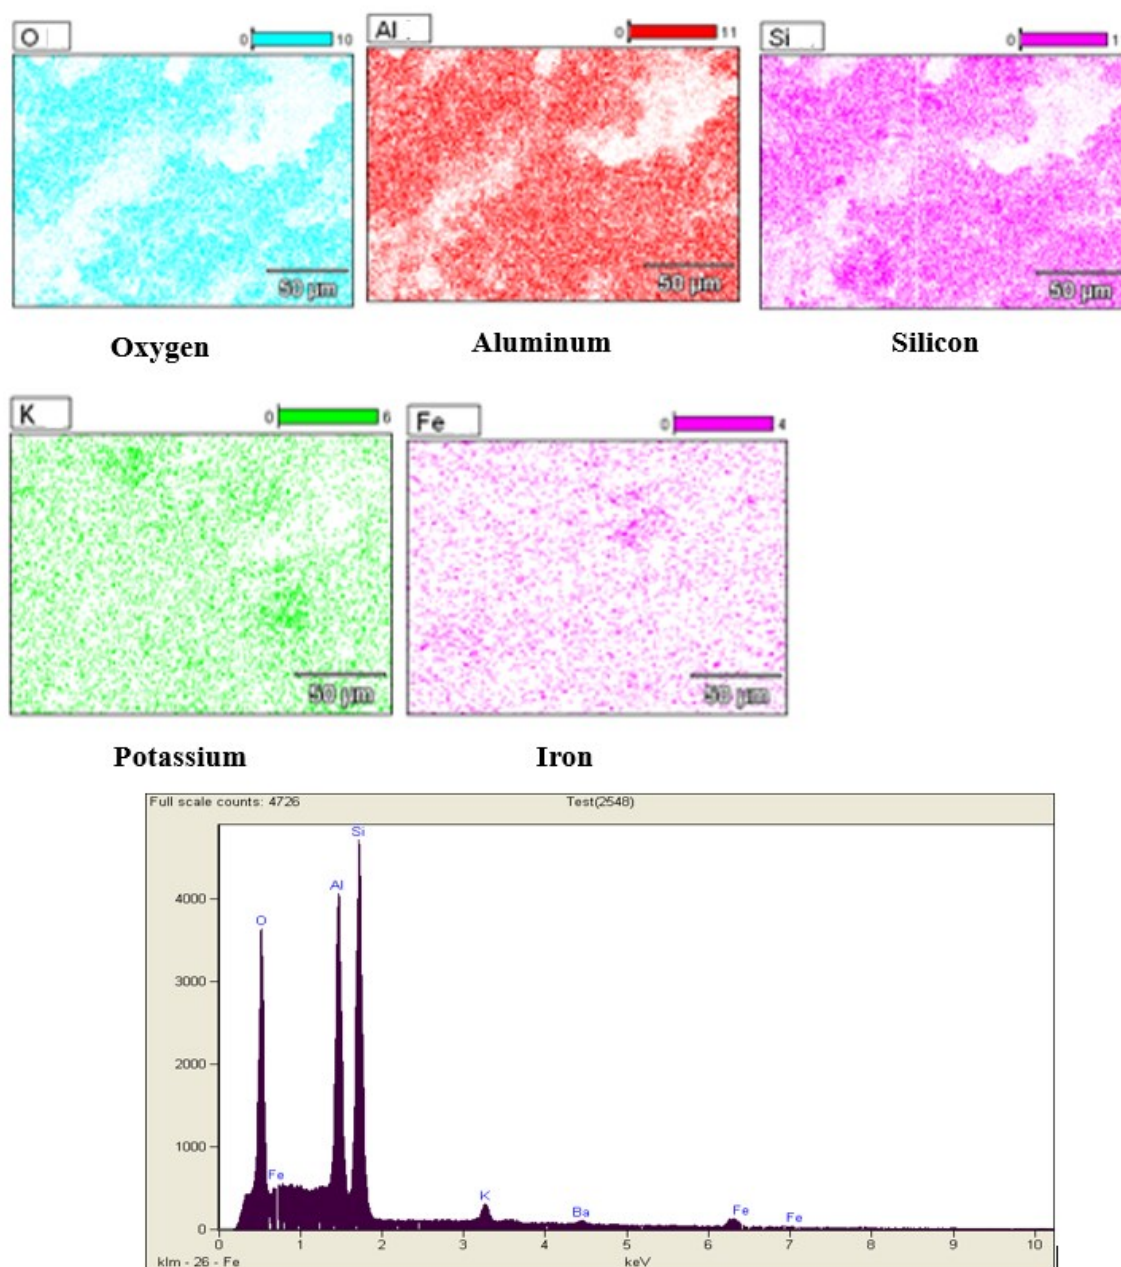 O
0 10
Al
0 11
Si
0 1
50 µm
50 µm
50 µm
Oxygen
Aluminum
Silicon
K
0 6
Fe
0 4
50 µm
50 µm
Potassium
Iron
Full scale counts: 4726 Test(2548)
Si
Al
4000
O
3000
2000
1000
Fe
K
Ba
Fe
Fe
0
0 1 2 3 4 5 6 7 8 9 10
klm - 26 - Fe keV